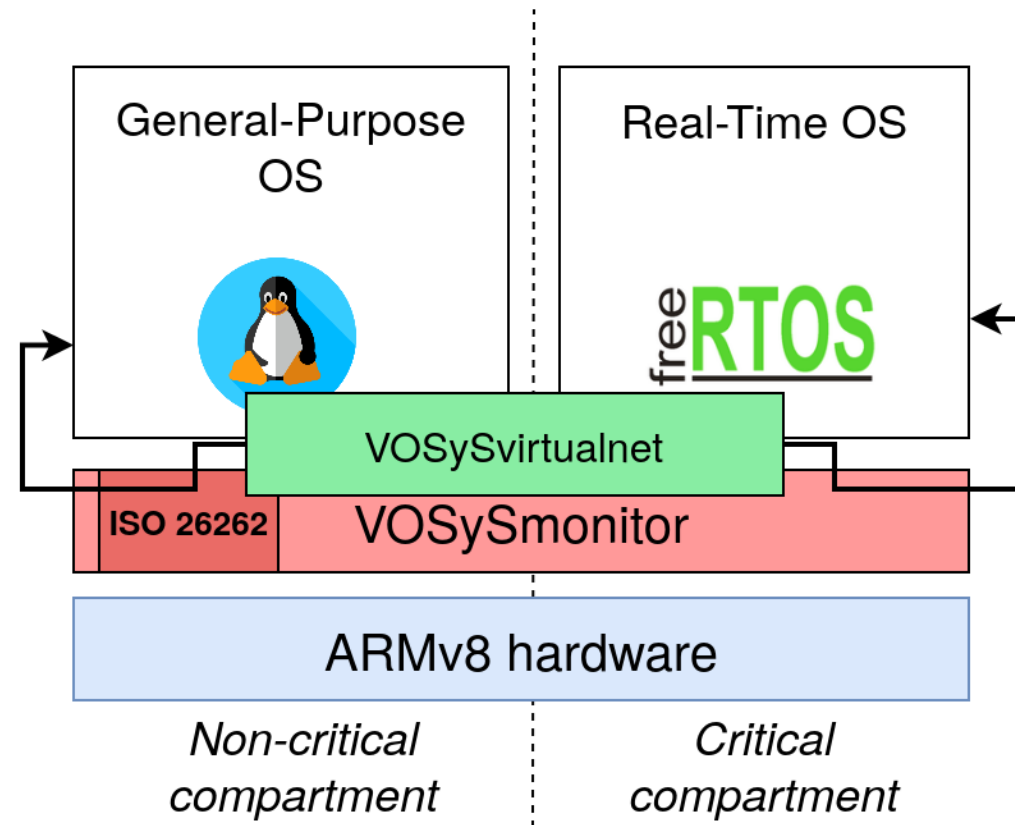 General-Purpose
OS
Real-Time OS
free
RTOS
VOSySvirtualnet
ISO 26262
VOSySmonitor
ARMv8 hardware
Non-critical
compartment
Critical
compartment